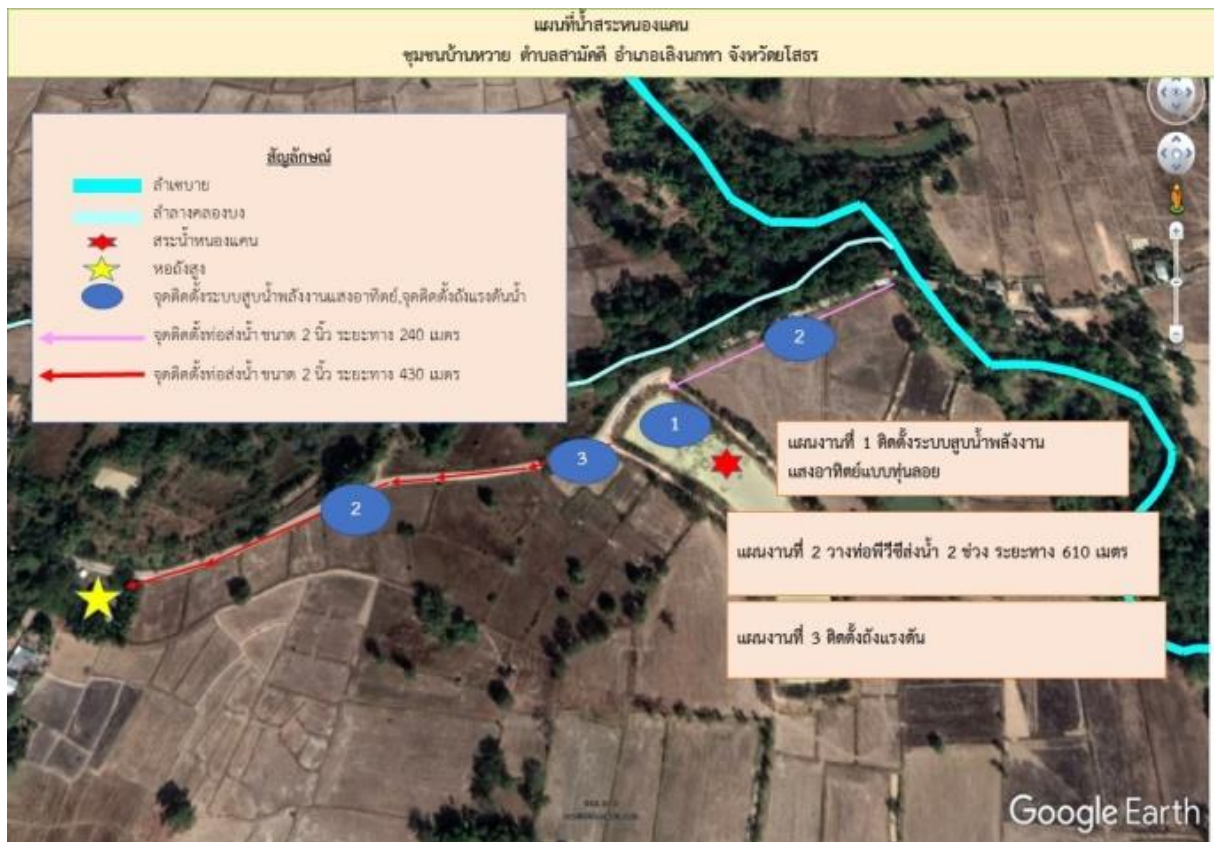 แผนที่น้ำสระหนองแคน
ชุมชนบ้านหวาย ตำบลสามัคคี อำเภอเลิงนกทา จังหวัดยโสธร
สัญลักษณ์
ลำเซบาย
ลำลางคลองบง
สระน้ำหนองแคน
หอถังสูง
จุดติดตั้งระบบสูบน้ำพลังงานแสงอาทิตย์,จุดติดตั้งถังแรงดันน้ำ
จุดติดตั้งท่อส่งน้ำ ขนาด 2 นิ้ว ระยะทาง 240 เมตร
จุดติดตั้งท่อส่งน้ำ ขนาด 2 นิ้ว ระยะทาง 430 เมตร
2
1
3
2
แผนงานที่ 1 ติดตั้งระบบสูบน้ำพลังงาน
แสงอาทิตย์แบบทุ่นลอย
แผนงานที่ 2 วางท่อพีวีซีส่งน้ำ 2 ช่วง ระยะทาง 610 เมตร
แผนงานที่ 3 ติดตั้งถังแรงดัน
Google Earth